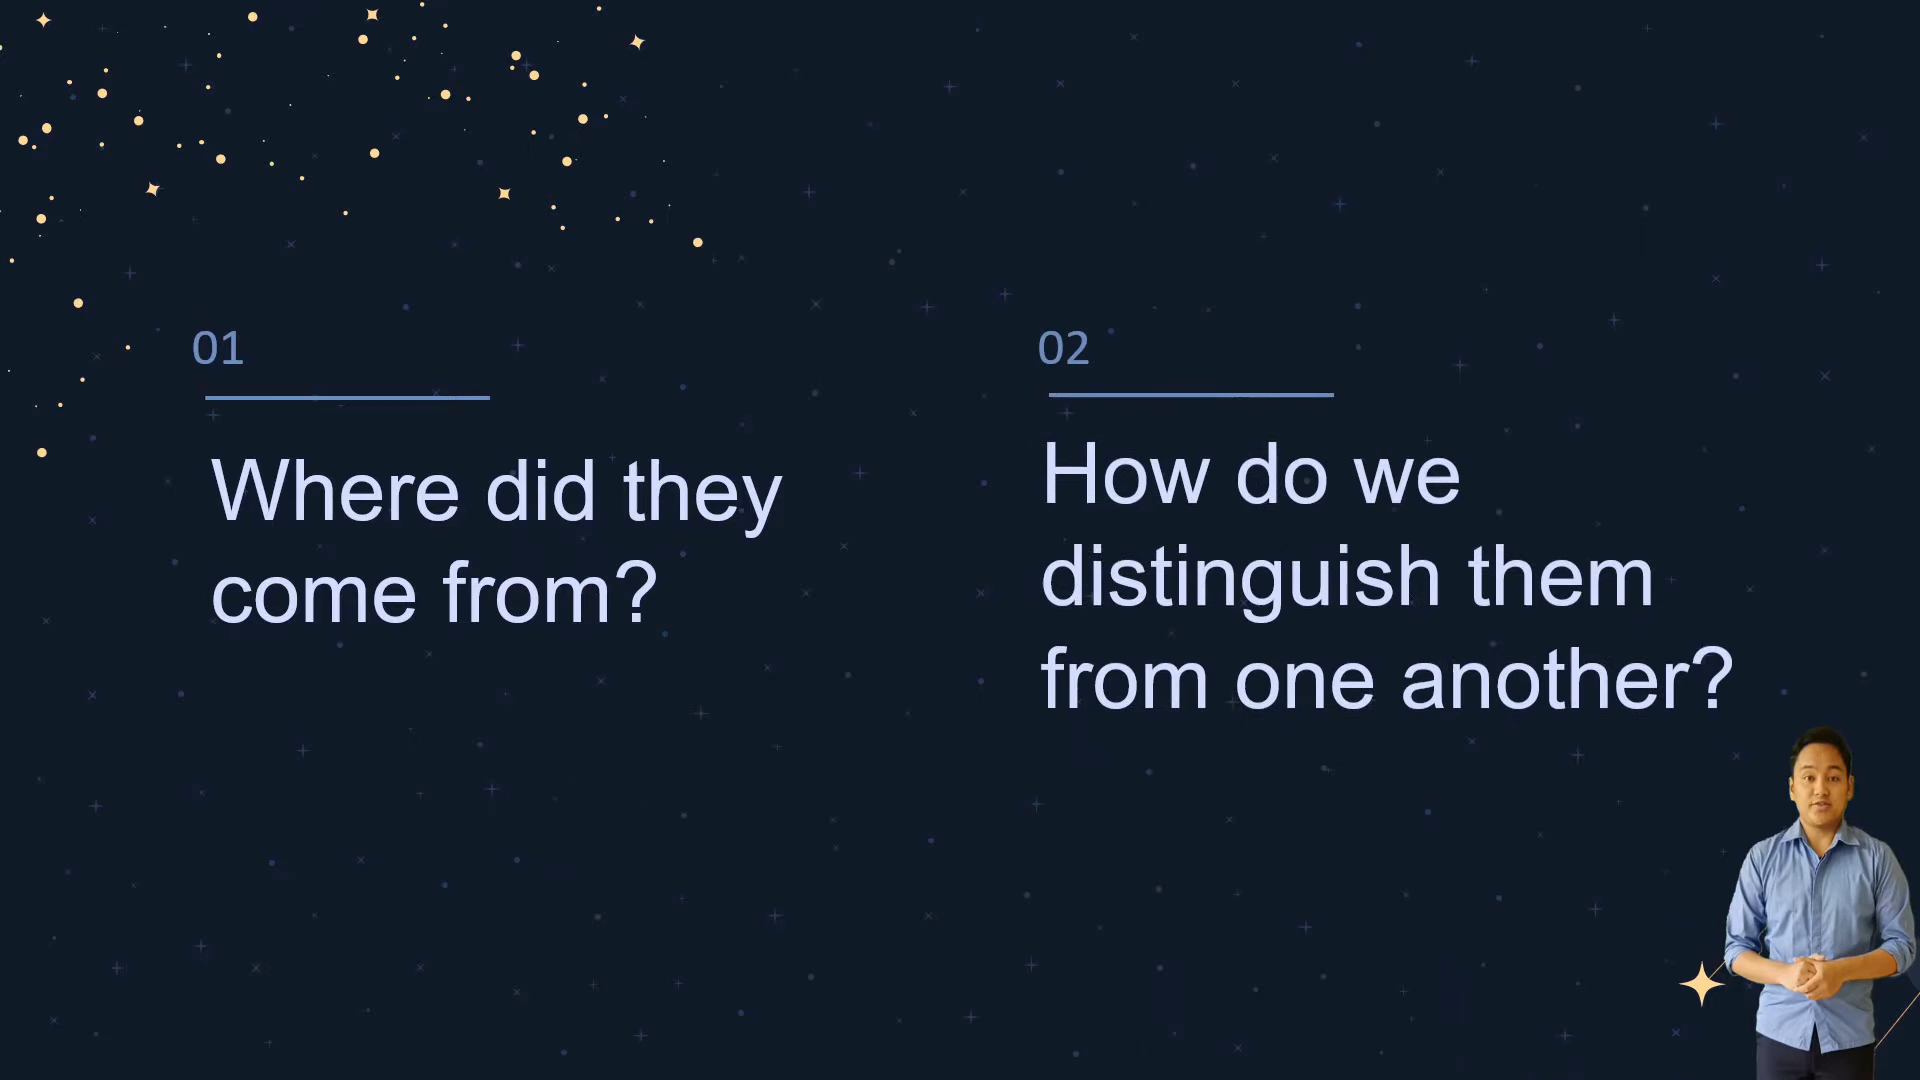 01
Where did they
come from?
02
How do we
distinguish them
from one another?